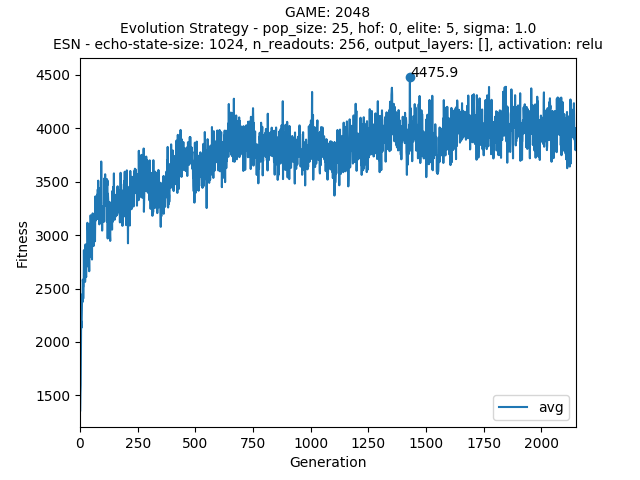 GAME: 2048
Evolution Strategy - pop_size: 25, hof: 0, elite: 5, sigma: 1.0
ESN - echo-state-size: 1024, n_readouts: 256, output_layers: [], activation: relu
4475.9
4500
4000
3500
3000
2500
2000
1500
Fitness
avg
0
250
500
750
1000
1250
1500
1750
2000
Generation